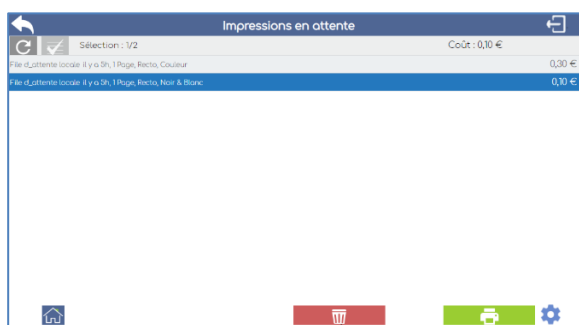 Impressions en attente
Sélection : 1/2 Coût : 0,10 €
File d_attente locale il y a 5h, 1 Page, Recto, Couleur 0,30 €
File d_attente locale il y a 5h, 1 Page, Recto, Noir & Blanc 0,10 €